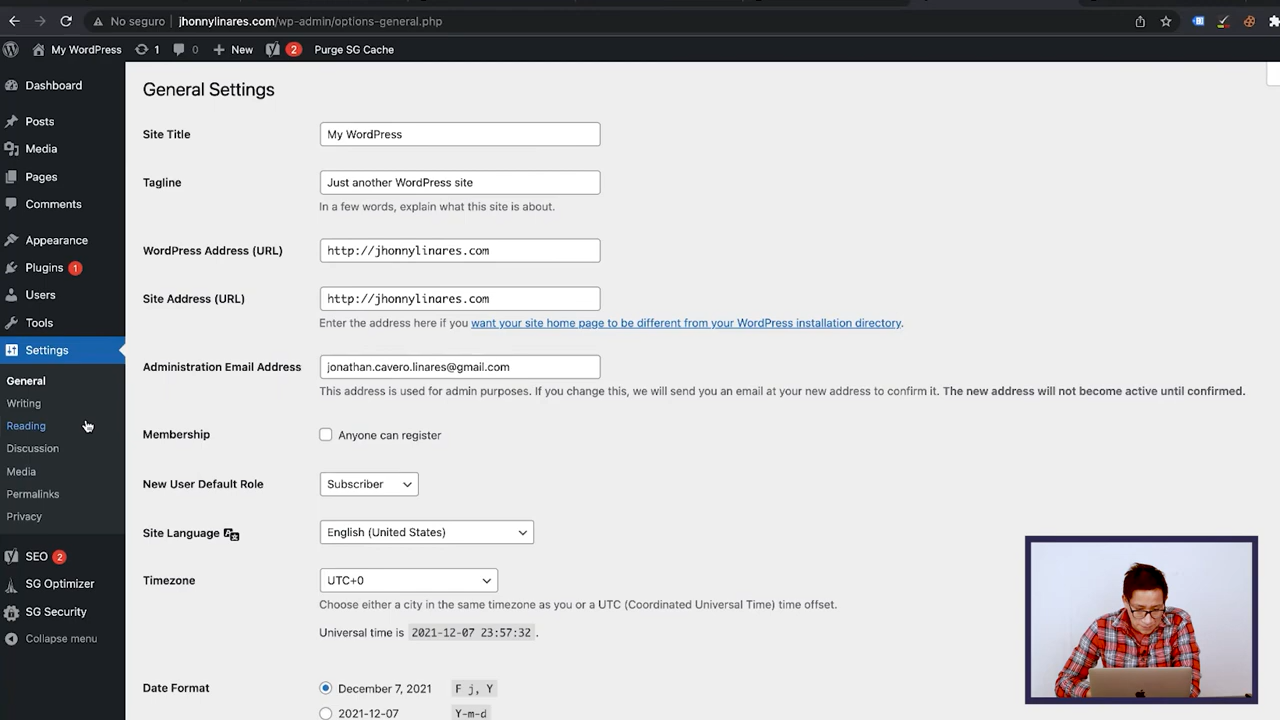 No seguro | jhonnylinares.com/wp-admin/options-general.php
My WordPress 1 0 New 2 Purge SG Cache
Dashboard
Posts
Media
Pages
Comments
Appearance
Plugins 1
Users
Tools
Settings
General
Writing
Reading
Discussion
Media
Permalinks
Privacy
SEO 2
SG Optimizer
SG Security
Collapse menu
General Settings
Site Title My WordPress
Tagline Just another WordPress site
In a few words, explain what this site is about.
WordPress Address (URL) http://jhonnylinares.com
Site Address (URL) http://jhonnylinares.com
Enter the address here if you want your site home page to be different from your WordPress installation directory.
Administration Email Address jonathan.cavero.linares@gmail.com
This address is used for admin purposes. If you change this, we will send you an email at your new address to confirm it. The new address will not become active until confirmed.
Membership Anyone can register
New User Default Role Subscriber
Site Language English (United States)
Timezone UTC+0
Choose either a city in the same timezone as you or a UTC (Coordinated Universal Time) time offset.
Universal time is 2021-12-07 23:57:32 .
Date Format December 7, 2021 F j, Y
2021-12-07 Y-m-d